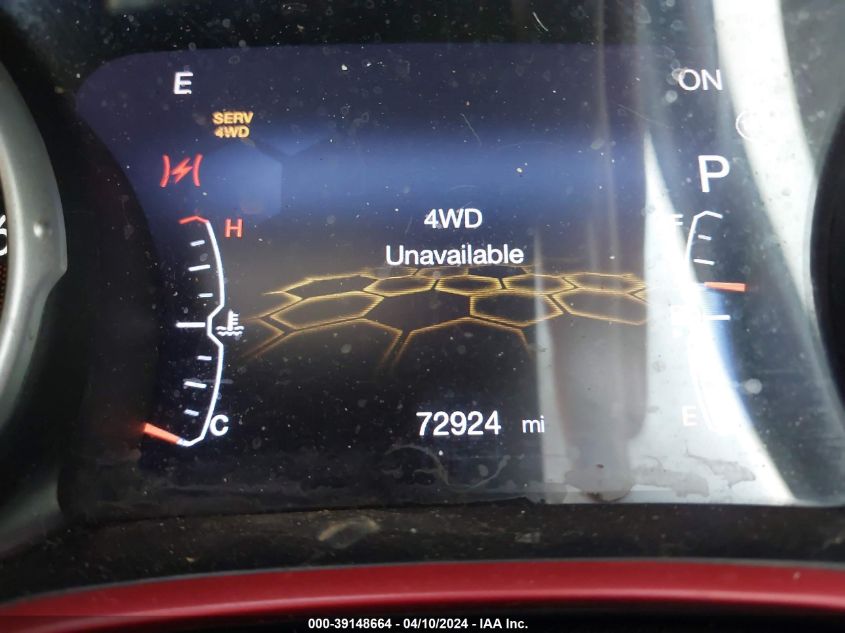 E
ON
SERV
4WD
P
H
F
4WD
Unavailable
C
72924 mi
E
000-39148664 - 04/10/2024 - IAA Inc.